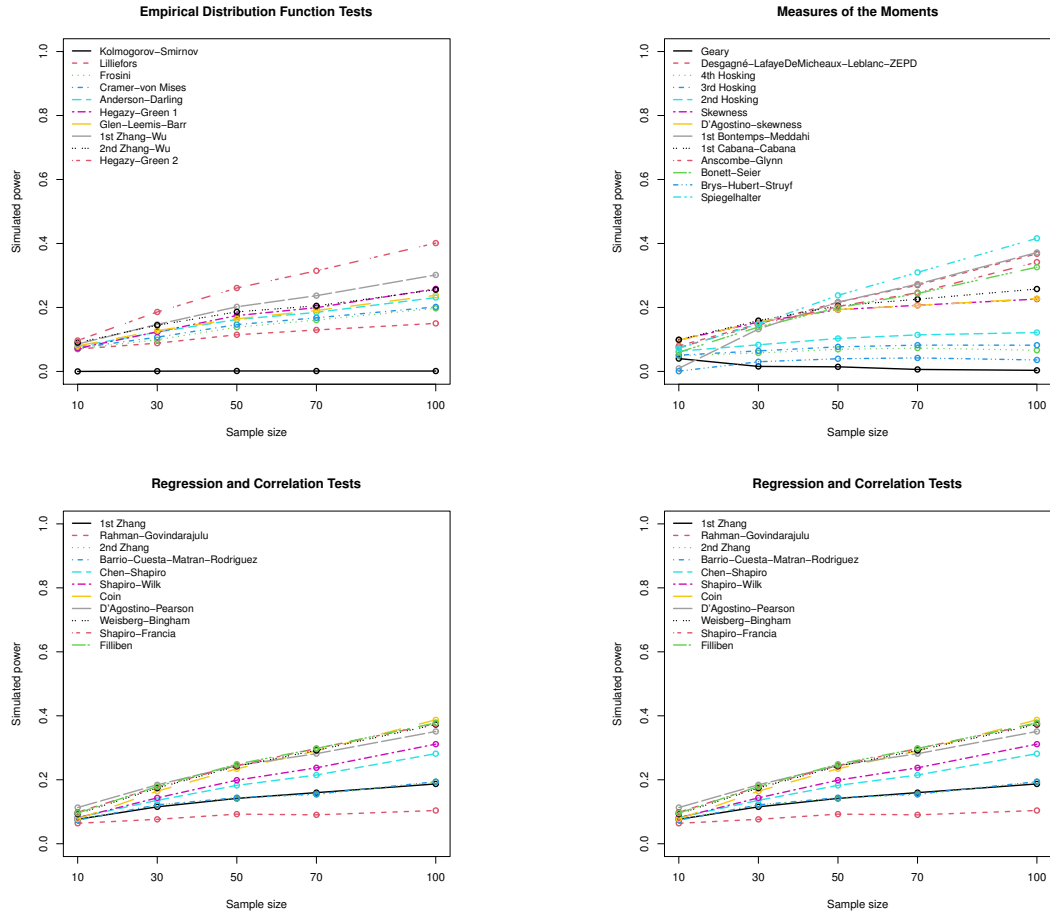 Empirical Distribution Function Tests
Simulated power
1.0
0.8
0.6
0.4
0.2
0.0
Kolmogorov−Smirnov
Lilliefors
Frosini
Cramer−von Mises
Anderson−Darling
Hegazy−Green 1
Glen−Leemis−Barr
1st Zhang−Wu
2nd Zhang−Wu
Hegazy−Green 2
10 30 50 70 100
Sample size
Measures of the Moments
Simulated power
1.0
0.8
0.6
0.4
0.2
0.0
Geary
Desgagné−LafayeDeMicheaux−Leblanc−ZEPD
4th Hosking
3rd Hosking
2nd Hosking
Skewness
D'Agostino−skewness
1st Bontemps−Meddahi
1st Cabana−Cabana
Anscombe−Glynn
Bonett−Seier
Brys−Hubert−Struyf
Spiegelhalter
10 30 50 70 100
Sample size
Regression and Correlation Tests
Simulated power
1.0
0.8
0.6
0.4
0.2
0.0
1st Zhang
Rahman−Govindarajulu
2nd Zhang
Barrio−Cuesta−Matran−Rodriguez
Chen−Shapiro
Shapiro−Wilk
Coin
D'Agostino−Pearson
Weisberg−Bingham
Shapiro−Francia
Filliben
10 30 50 70 100
Sample size
Regression and Correlation Tests
Simulated power
1.0
0.8
0.6
0.4
0.2
0.0
1st Zhang
Rahman−Govindarajulu
2nd Zhang
Barrio−Cuesta−Matran−Rodriguez
Chen−Shapiro
Shapiro−Wilk
Coin
D'Agostino−Pearson
Weisberg−Bingham
Shapiro−Francia
Filliben
10 30 50 70 100
Sample size